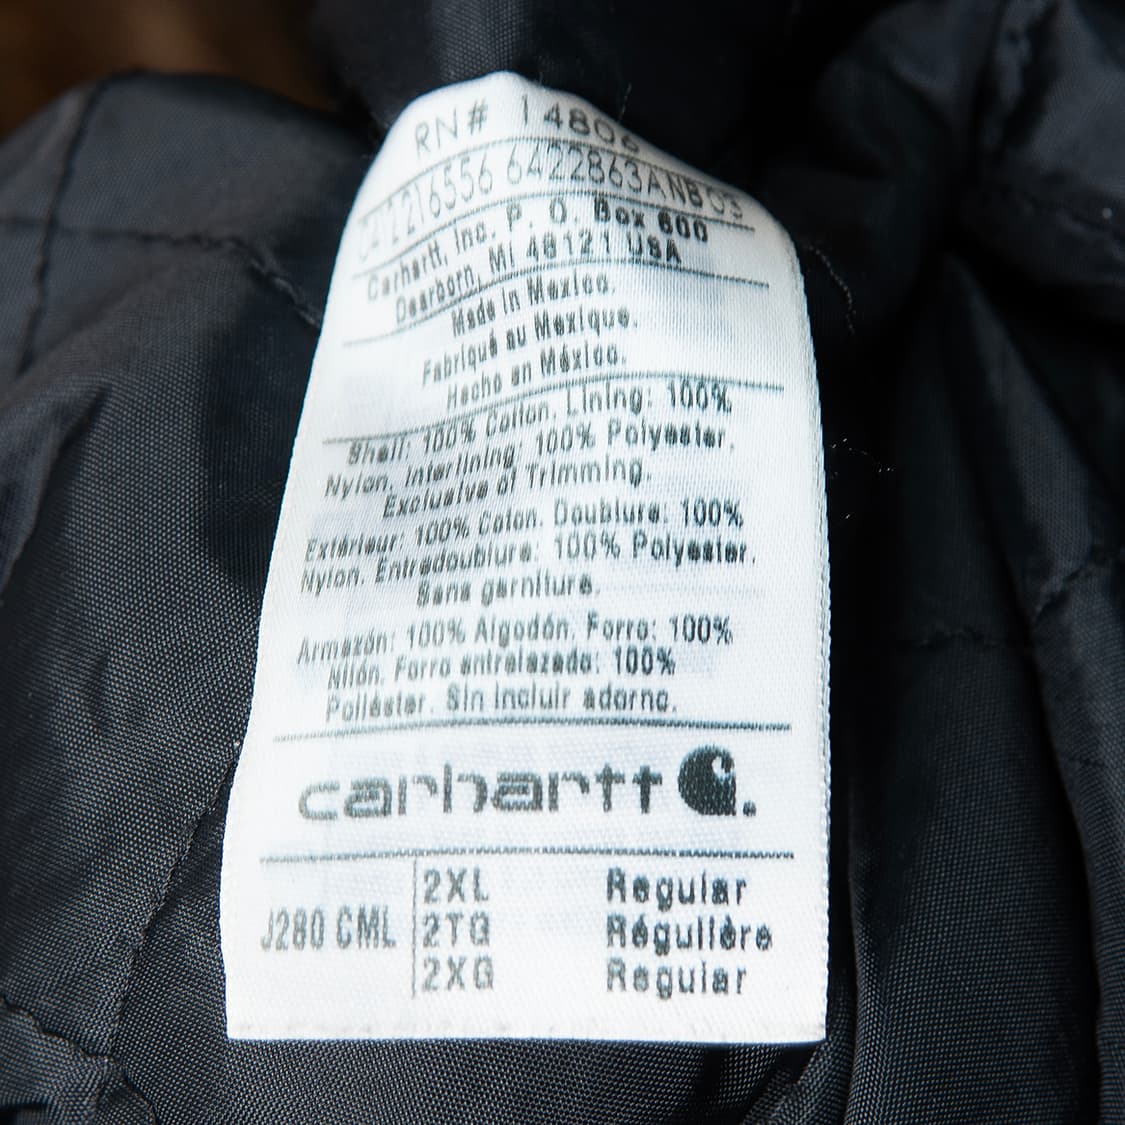 RN# 14806
6422863ANB03
Carhartt, Inc. P. O. Box 600
Dearborn, MI 48121 USA
Made in Mexico.
Fabriqué au Mexique.
Hecho en México.
Shell: 100% Cotton. Lining: 100%
Nylon. Interlining: 100% Polyester.
Exclusive of Trimming.
Extérieur: 100% Coton. Doublure: 100%
Nylon. Entredoublure: 100% Polyester.
Sans garniture.
Armazón: 100% Algodón. Forro: 100%
Nilón. Forro entrelazado: 100%
Poliéster. Sin incluir adorno.
carhartt
J280 CML
2XL Regular
2TG Régulière
2XG Regular